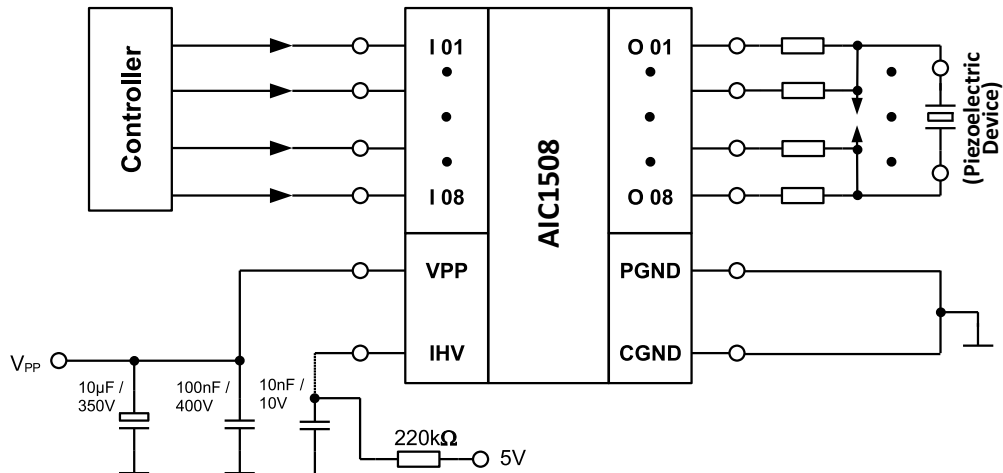 Controller
I 01
I 08
AIC1508
O 01
O 08
(Piezoelectric
Device)
VPP
PGND
IHV
CGND
VPP
10µF /
350V
100nF /
400V
10nF /
10V
220kΩ
5V